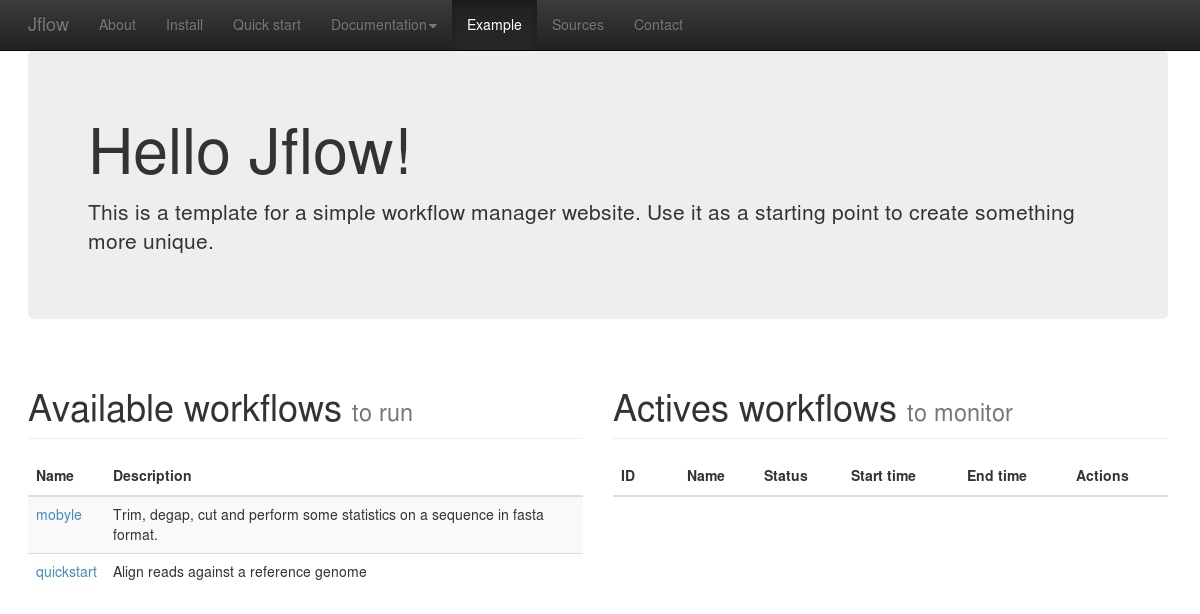 Jflow About Install Quick start Documentation Example Sources Contact
Hello Jflow!
This is a template for a simple workflow manager website. Use it as a starting point to create something
more unique.
Available workflows to run
Name Description
mobyle Trim, degap, cut and perform some statistics on a sequence in fasta
format.
quickstart Align reads against a reference genome
Actives workflows to monitor
ID Name Status Start time End time Actions